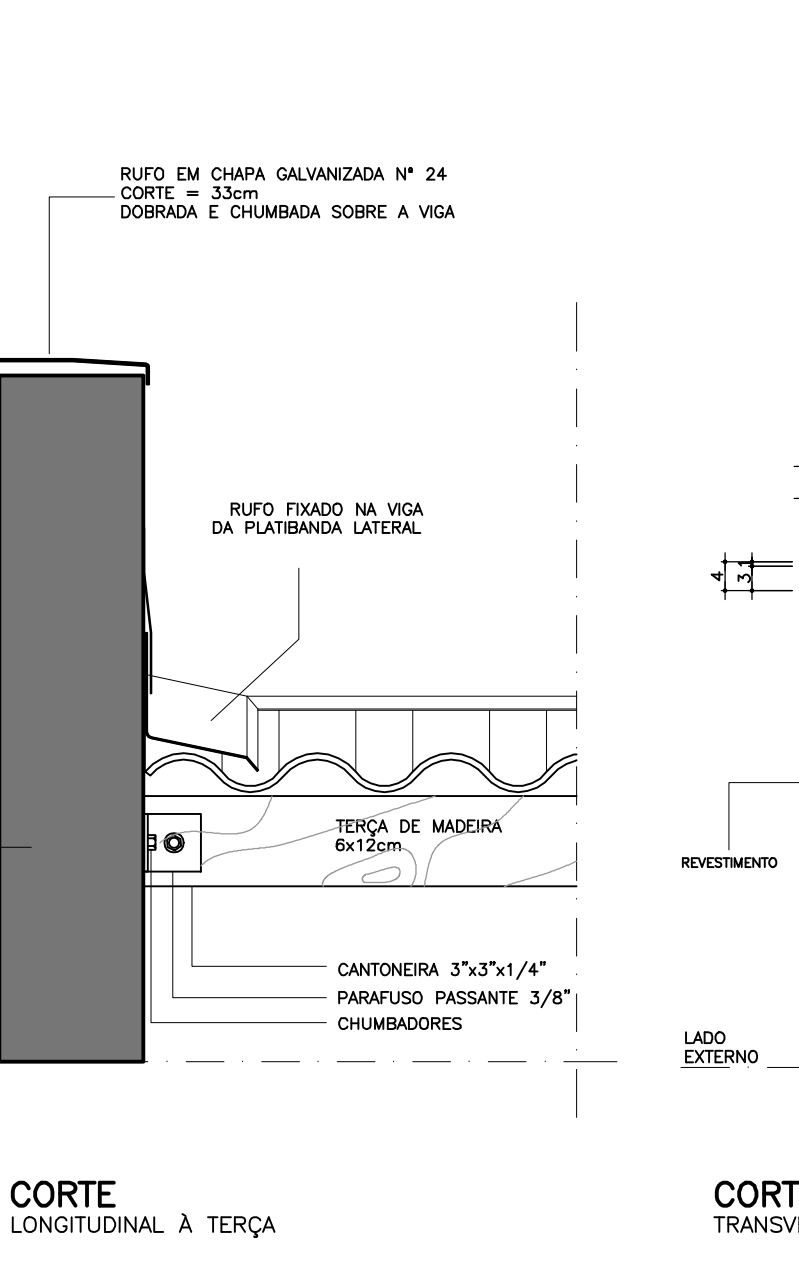 RUFO EM CHAPA GALVANIZADA Nº 24
CORTE = 33cm
DOBRADA E CHUMBADA SOBRE A VIGA
RUFO FIXADO NA VIGA
DA PLATIBANDA LATERAL
TERÇA DE MADEIRA
6x12cm
CANTONEIRA 3"x3"x1/4"
PARAFUSO PASSANTE 3/8"
CHUMBADORES
CORTE
LONGITUDINAL À TERÇA
4
3 1
REVESTIMENTO
LADO
EXTERNO
CORT
TRANSV